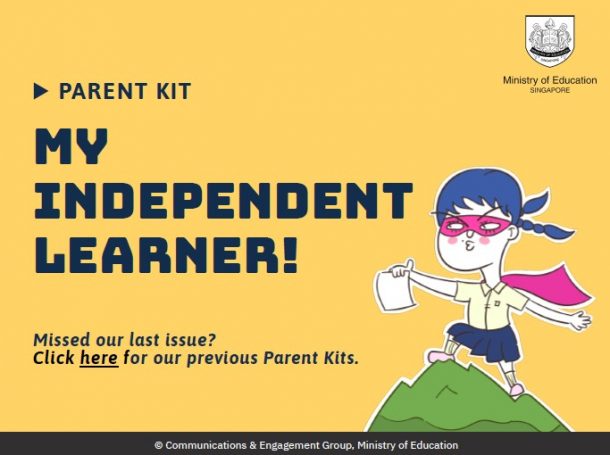 Ministry of Education
SINGAPORE
PARENT KIT
MY
INDEPENDENT
LEARNER!
Missed our last issue?
Click here for our previous Parent Kits.
© Communications & Engagement Group, Ministry of Education